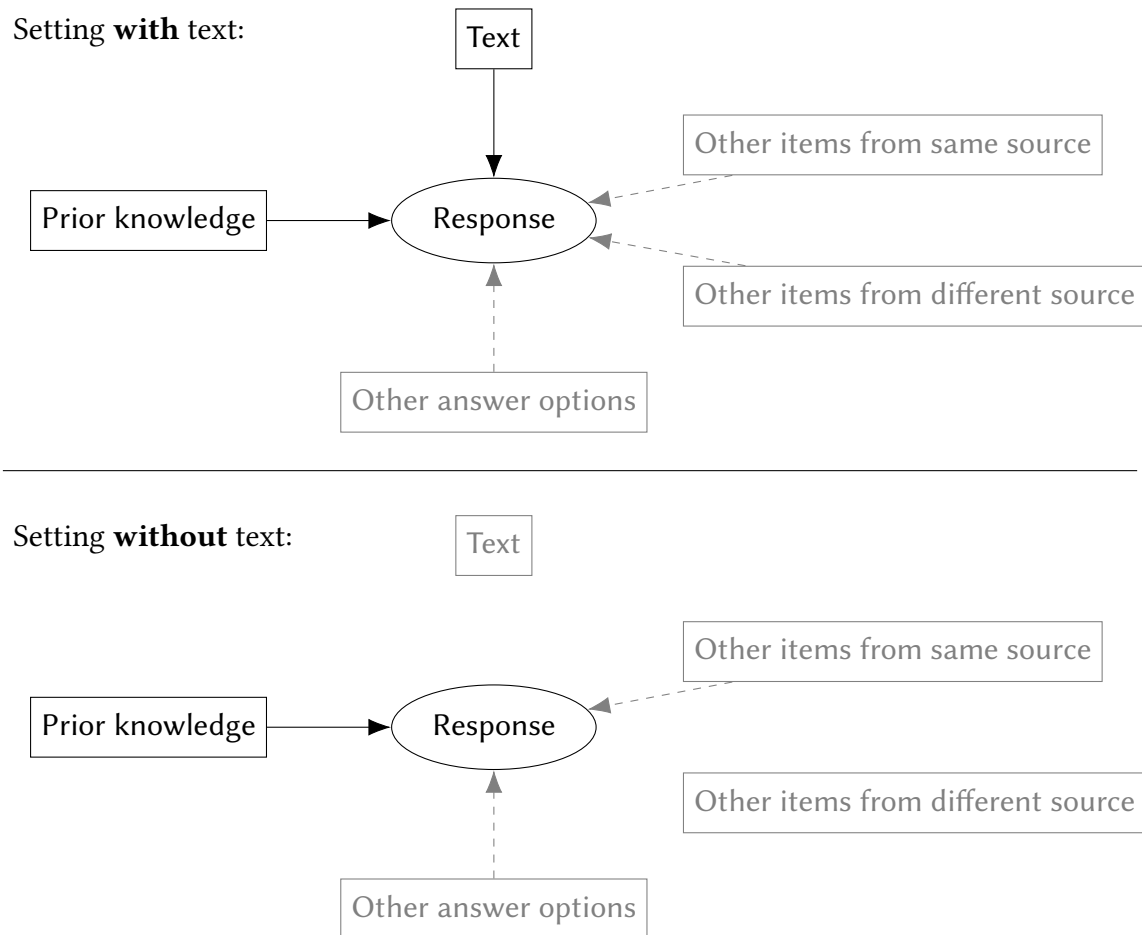 Setting with text:
Text
Other items from same source
Prior knowledge
Response
Other items from different source
Other answer options
Setting without text:
Text
Other items from same source
Prior knowledge
Response
Other items from different source
Other answer options